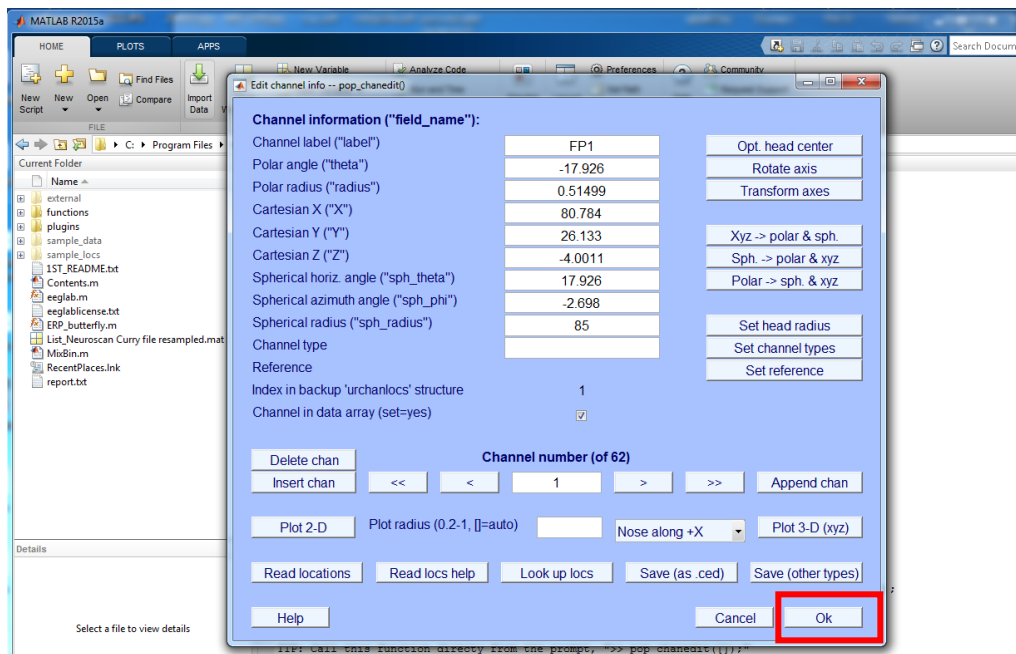 MATLAB R2015a
HOME PLOTS APPS
Search Docum
New Script
New
Open
Find Files
Compare
Import Data
New Variable
Analyze Code
Preferences
Community
FILE
C: Program Files
Current Folder
Name
external
functions
plugins
sample_data
sample_locs
1ST_README.txt
Contents.m
eeglab.m
eeglablicense.txt
ERP_butterfly.m
List_Neuroscan Curry file resampled.mat
MixBin.m
RecentPlaces.lnk
report.txt
Details
Select a file to view details
Edit channel info -- pop_chanedit()
Channel information ("field_name"):
Channel label ("label") FP1 Opt. head center
Polar angle ("theta") -17.926 Rotate axis
Polar radius ("radius") 0.51499 Transform axes
Cartesian X ("X") 80.784
Cartesian Y ("Y") 26.133 Xyz -> polar & sph.
Cartesian Z ("Z") -4.0011 Sph. -> polar & xyz
Spherical horiz. angle ("sph_theta") 17.926 Polar -> sph. & xyz
Spherical azimuth angle ("sph_phi") -2.698
Spherical radius ("sph_radius") 85 Set head radius
Channel type Set channel types
Reference Set reference
Index in backup 'urchanlocs' structure 1
Channel in data array (set=yes)
Delete chan Channel number (of 62)
Insert chan << < 1 > >> Append chan
Plot 2-D Plot radius (0.2-1, []=auto) Nose along +X Plot 3-D (xyz)
Read locations Read locs help Look up locs Save (as .ced) Save (other types)
Help Cancel Ok
TIP: Call this function directy from the prompt, ">> pop_chanedit([]);"